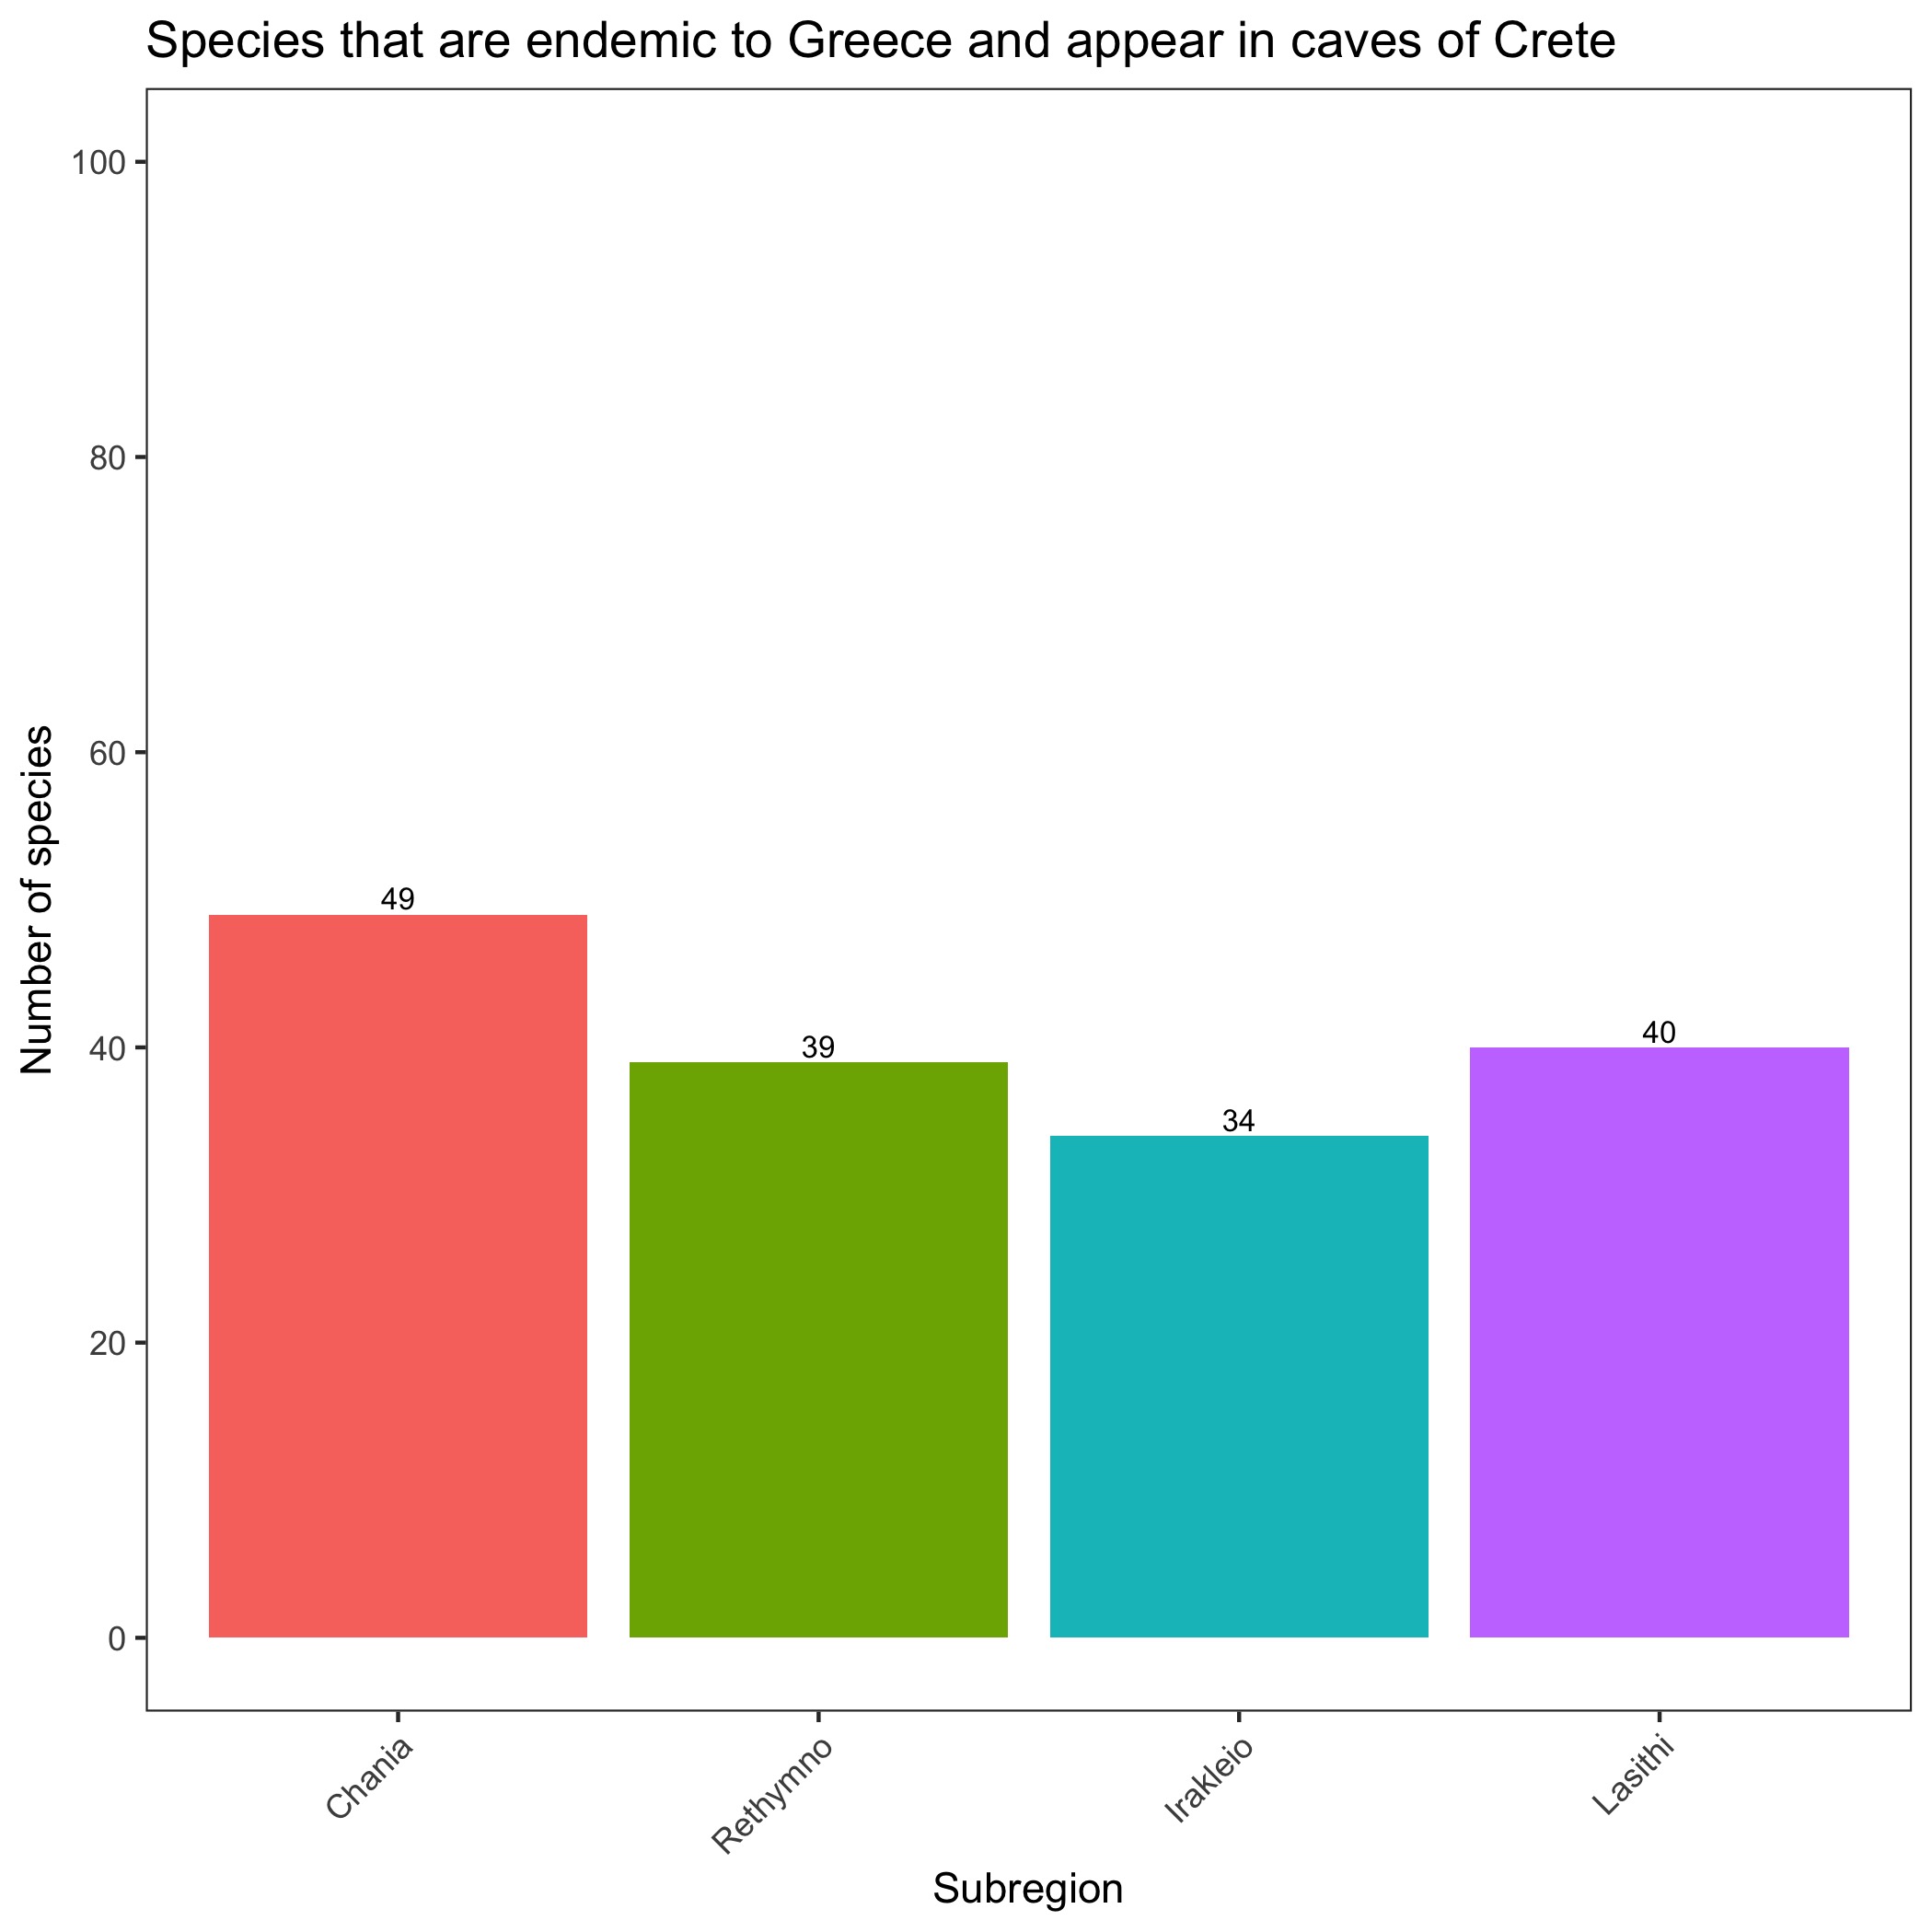 Species that are endemic to Greece and appear in caves of Crete
Number of species
100
80
60
40
20
0
49
39
34
40
Chania
Rethymno
Irakleio
Lasithi
Subregion